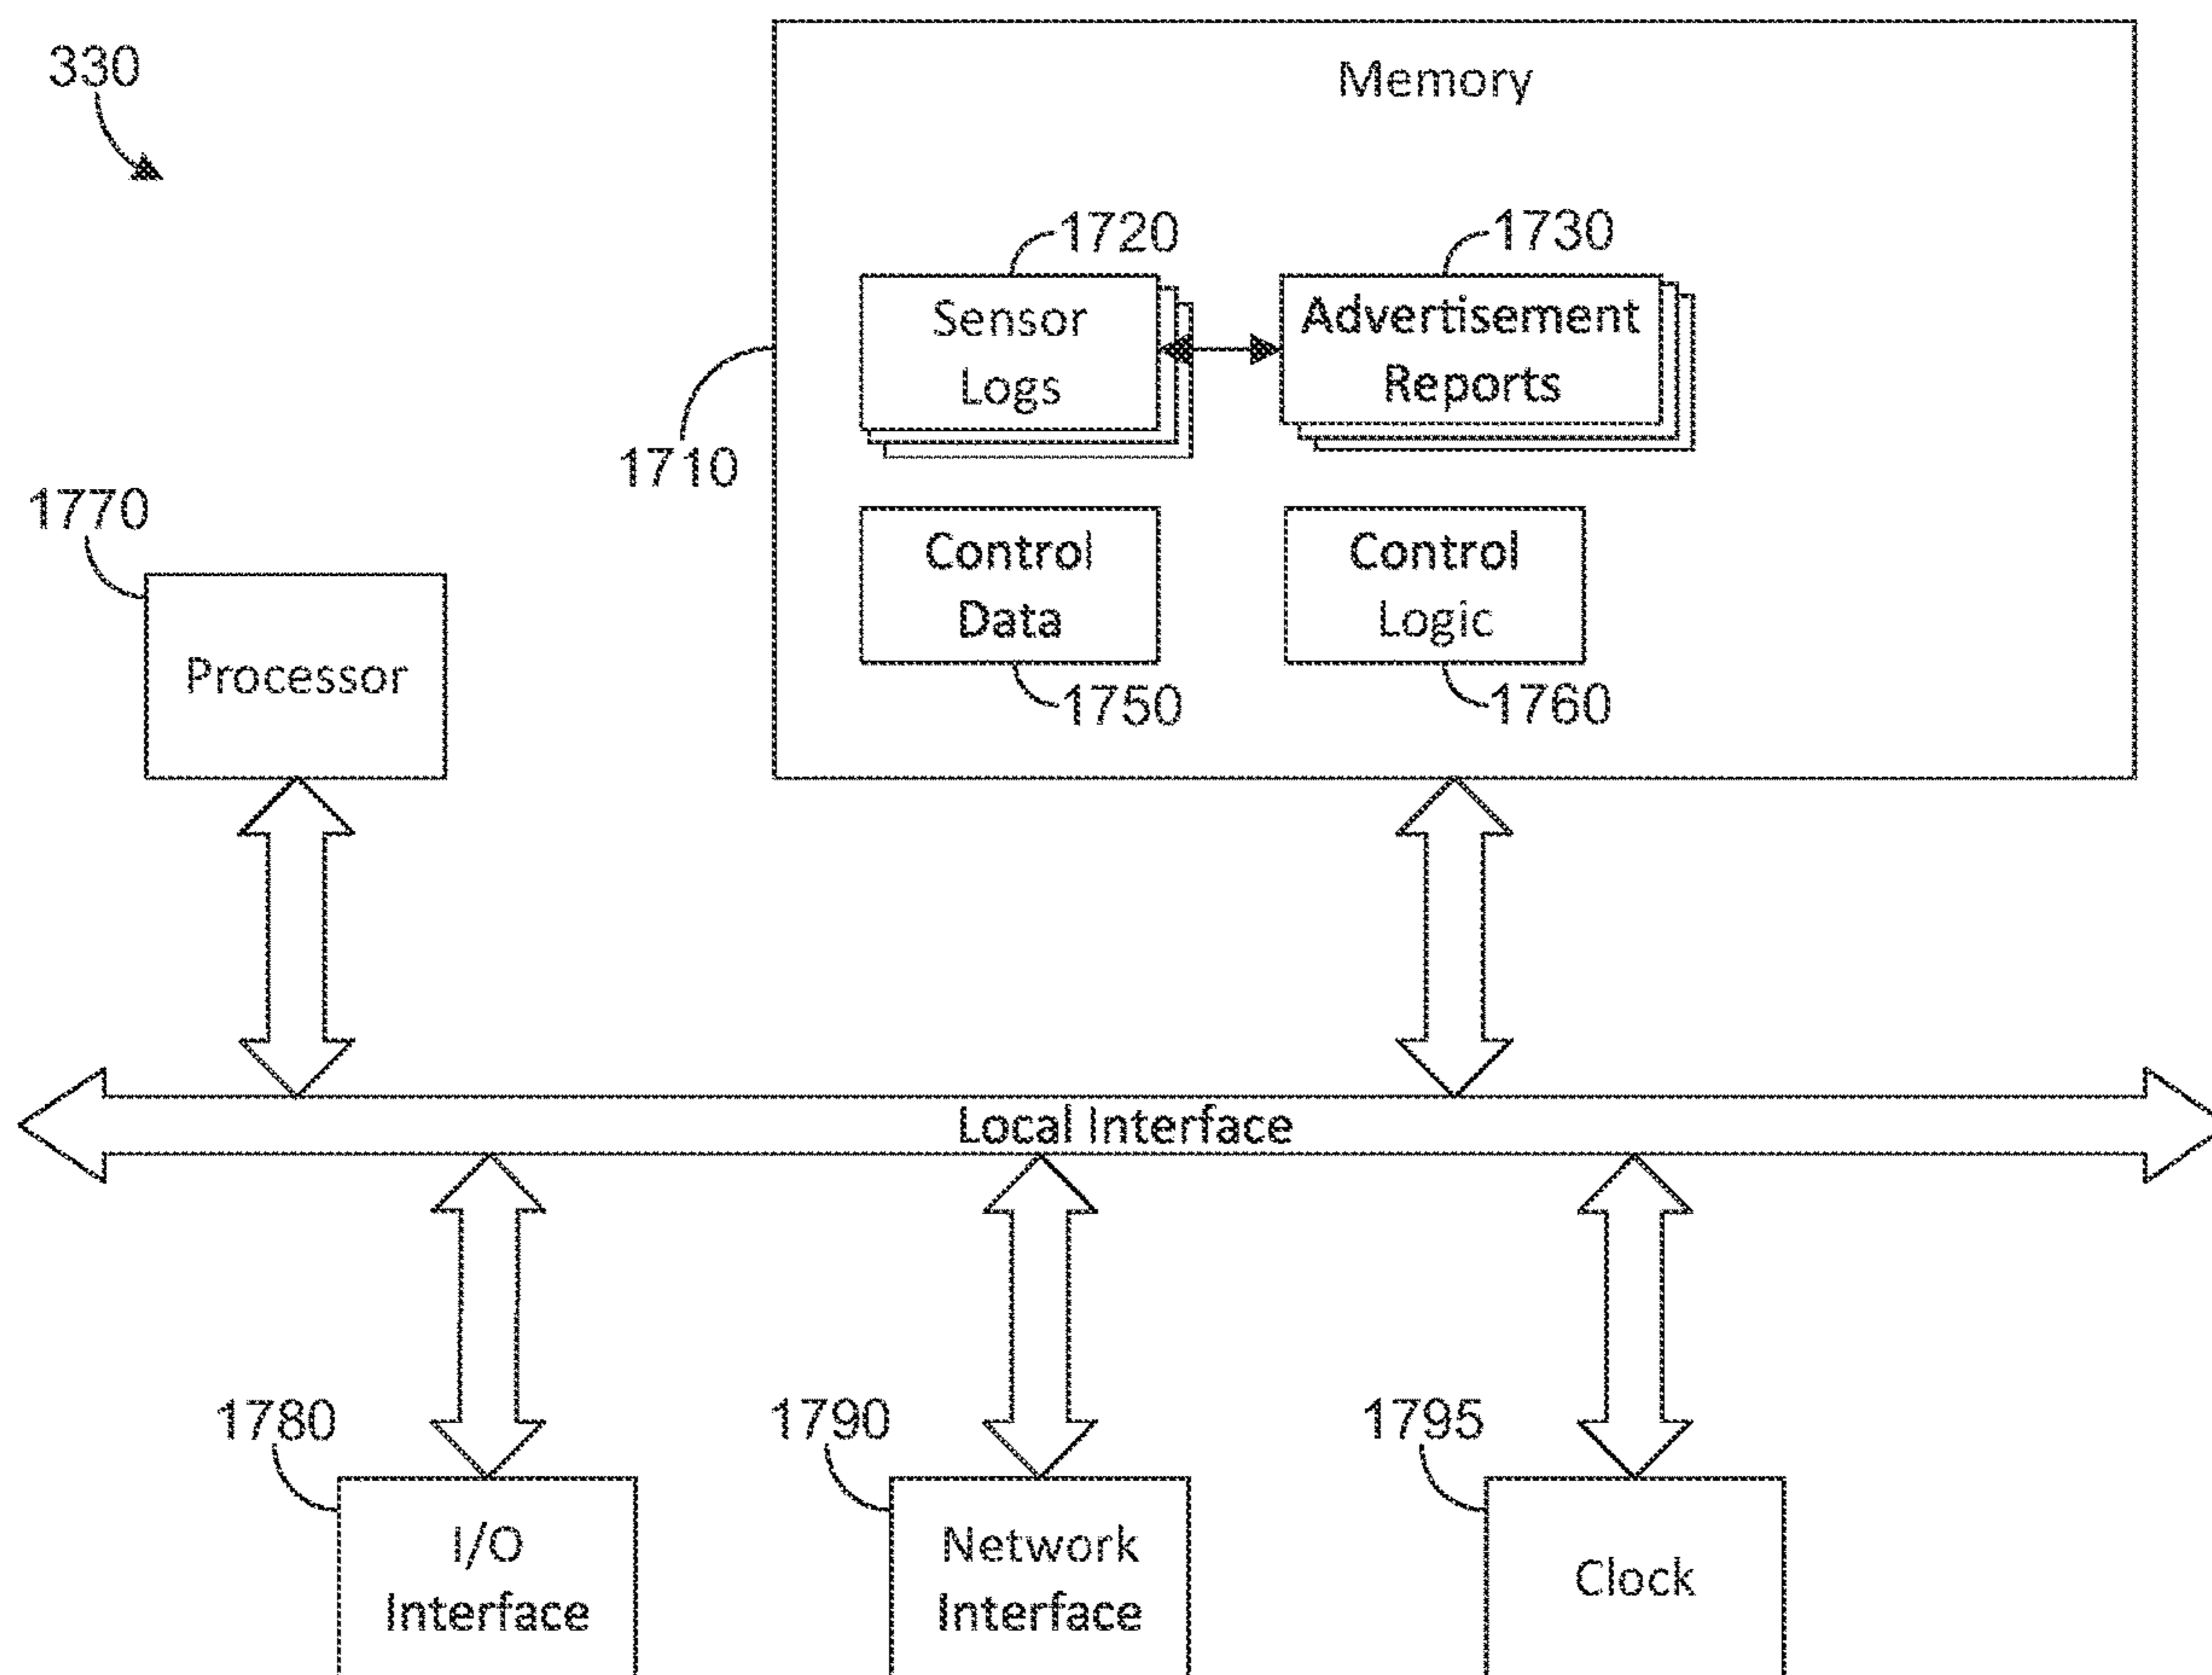 330
Memory
1720
1730
Sensor
Logs
Advertisement
Reports
1710
1770
Control
Data
Control
Logic
Processor
1750
1760
Local Interface
1780
1790
1795
I/O
Interface
Network
Interface
Clock